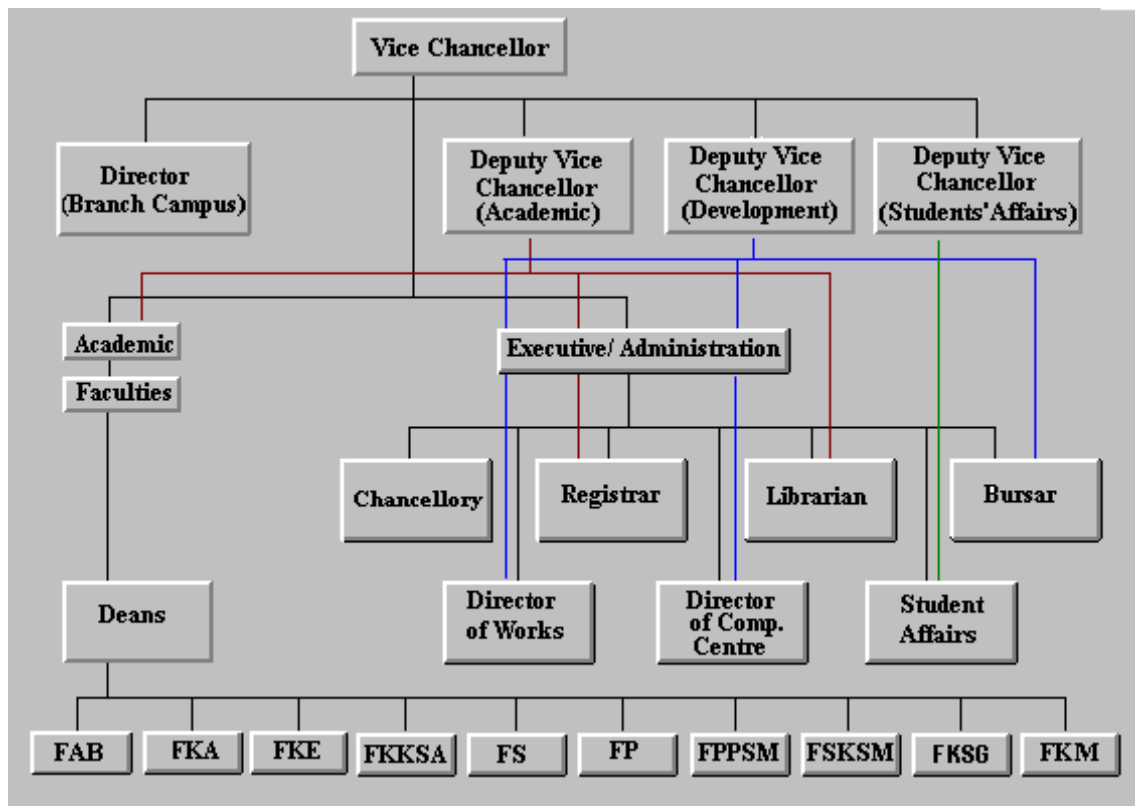 Vice Chancellor
Director
(Branch Campus)
Deputy Vice
Chancellor
(Academic)
Deputy Vice
Chancellor
(Development)
Deputy Vice
Chancellor
(Students'Affairs)
Academic
Executive/ Administration
Faculties
Chancellory
Registrar
Librarian
Bursar
Deans
Director
of Works
Director
of Comp.
Centre
Student
Affairs
FAB
FKA
FKE
FKKSA
FS
FP
FPPSM
FSKSM
FKSG
FKM